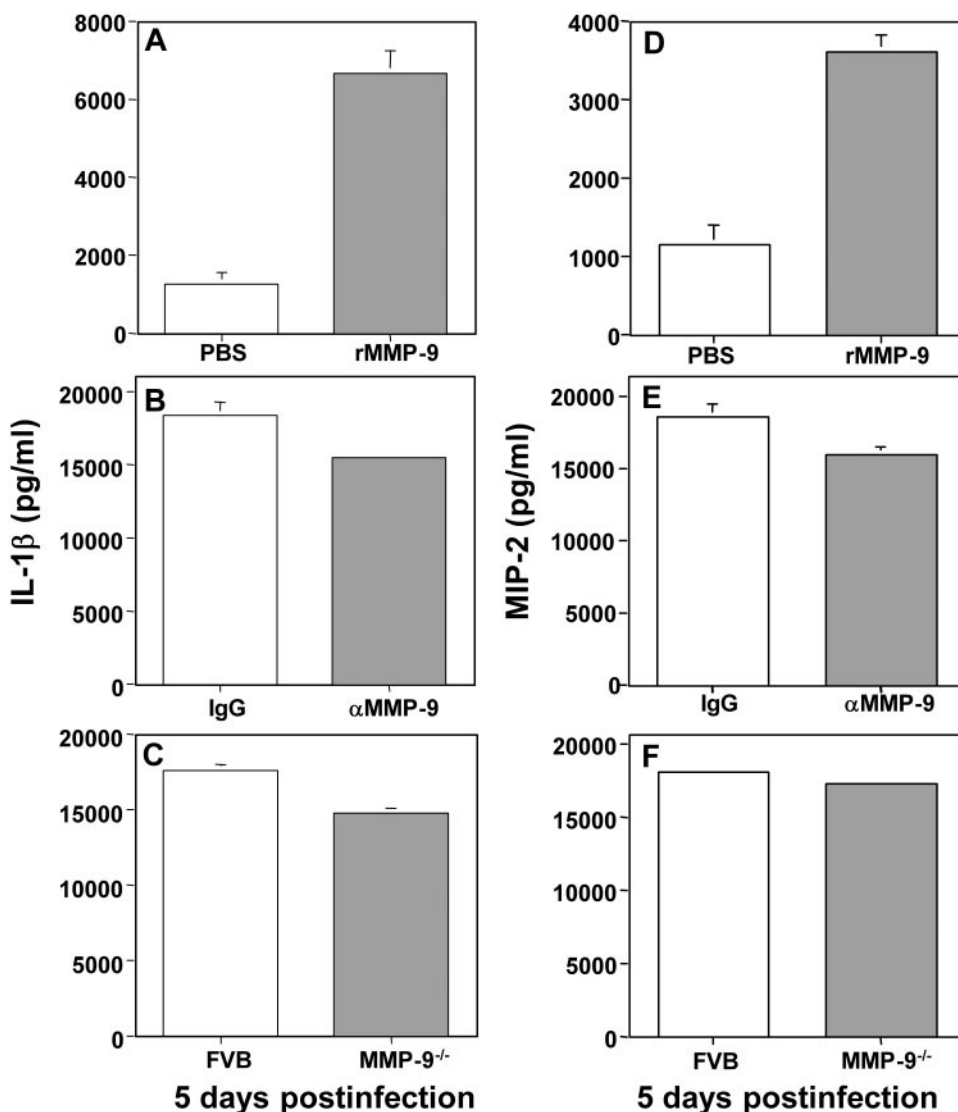 A
8000
6000
4000
2000
0
PBS rMMP-9
D
4000
3000
2000
1000
0
PBS rMMP-9
B
20000
15000
10000
5000
0
IgG αMMP-9
E
20000
15000
10000
5000
0
IgG αMMP-9
C
20000
15000
10000
5000
0
FVB MMP-9-/-
F
20000
15000
10000
5000
0
FVB MMP-9-/-
IL-1β (pg/ml)
MIP-2 (pg/ml)
5 days postinfection
5 days postinfection